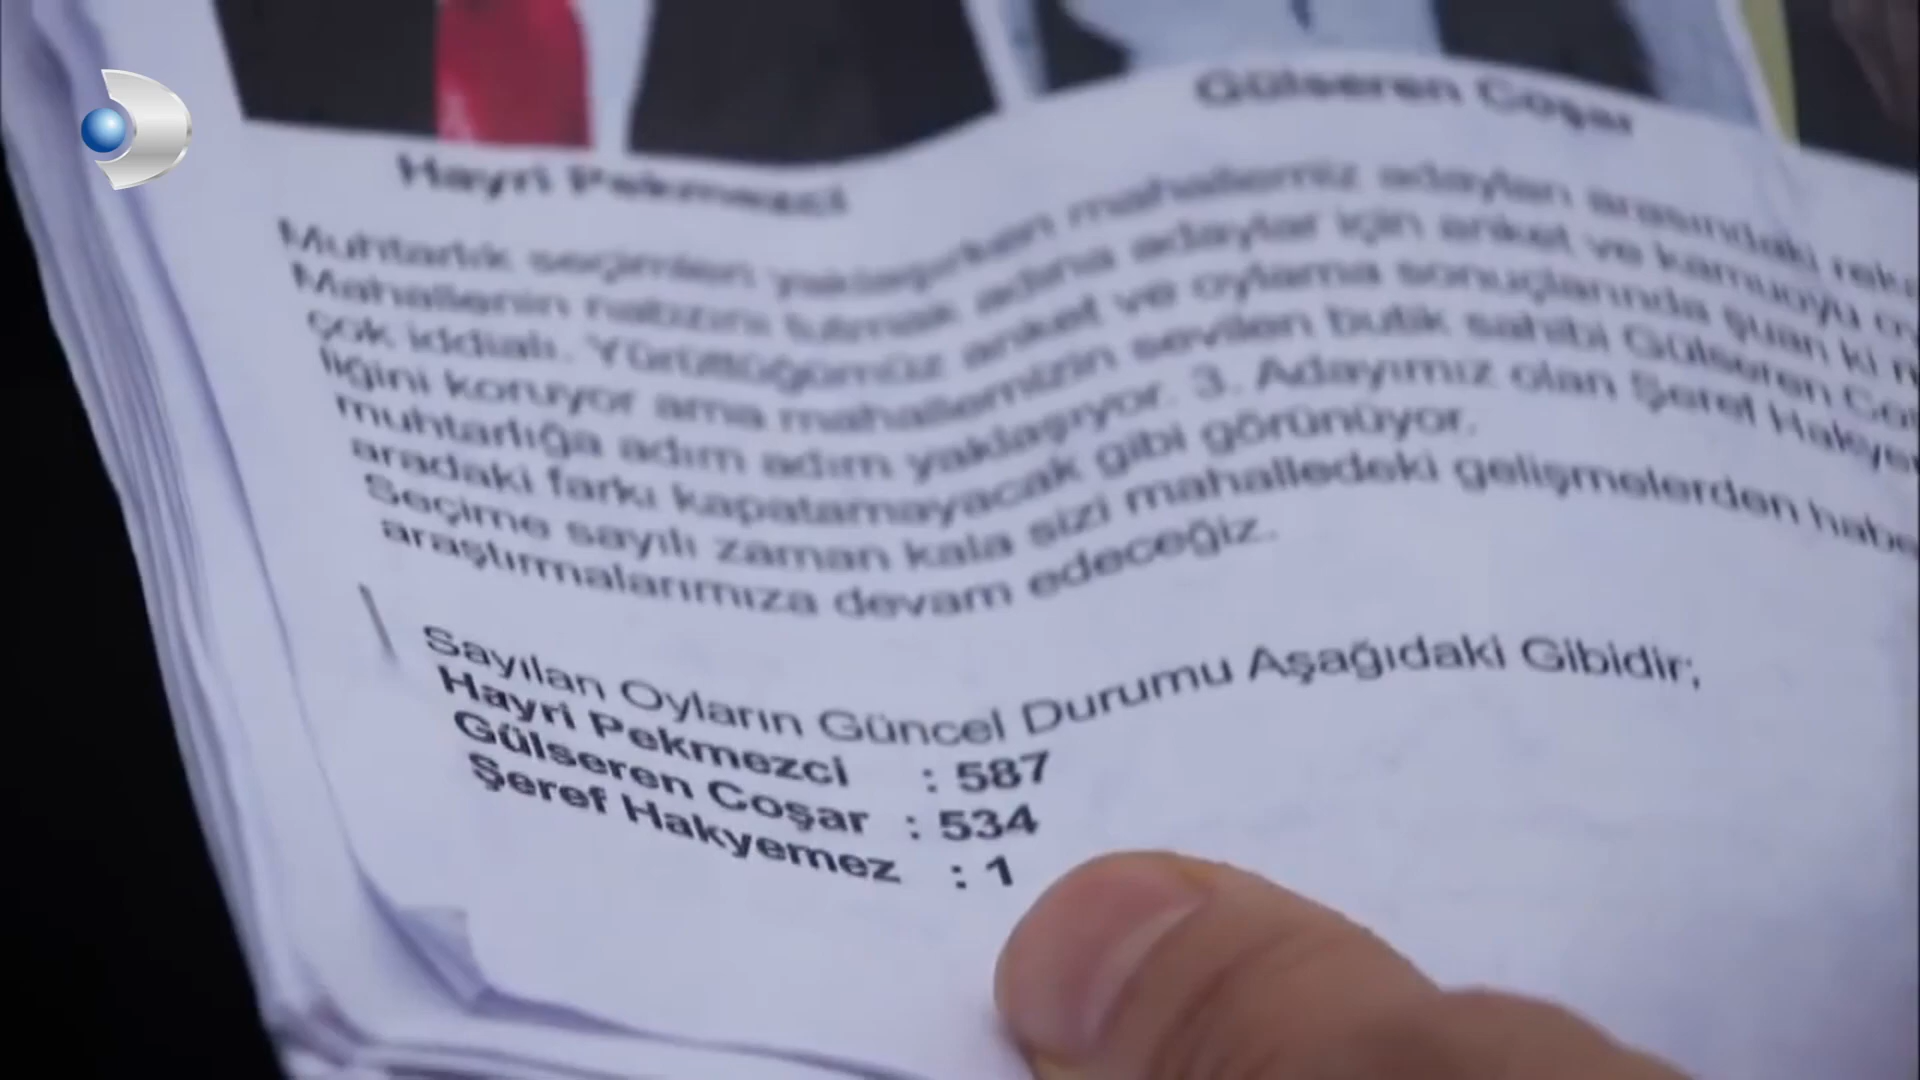 Gülseren Coşar
Hayri Pekmezci
Muhtarlık seçimleri yaklaşırken mahallemiz adayları arasındaki
Mahallenin nabzını tutmak adına adaylar için anket ve kamuoyu
çok iddialı. Yürüttüğümüz anket ve oylama sonuçlarında şuan ki
liğini koruyor ama mahallemizin sevilen butik sahibi Gülseren
muhtarlığa adım adım yaklaşıyor. 3. Adayımız olan Şeref
aradaki farkı kapatamayacak gibi görünüyor.
Seçime sayılı zaman kala sizi mahalledeki gelişmelerden
araştırmalarımıza devam edeceğiz.
Sayılan Oyların Güncel Durumu Aşağıdaki Gibidir;
Hayri Pekmezci : 587
Gülseren Coşar : 534
Şeref Hakyemez : 1